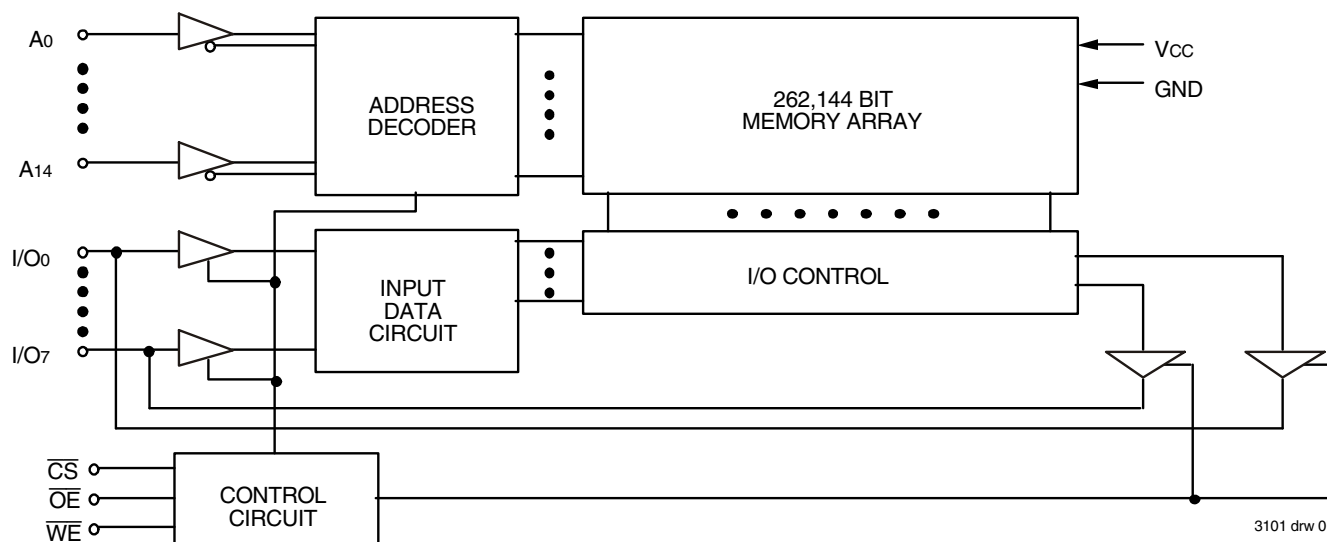 A0
A14
ADDRESS
DECODER
262,144 BIT
MEMORY ARRAY
VCC
GND
I/O0
I/O7
INPUT
DATA
CIRCUIT
I/O CONTROL
CS
OE
WE
CONTROL
CIRCUIT
3101 drw 0